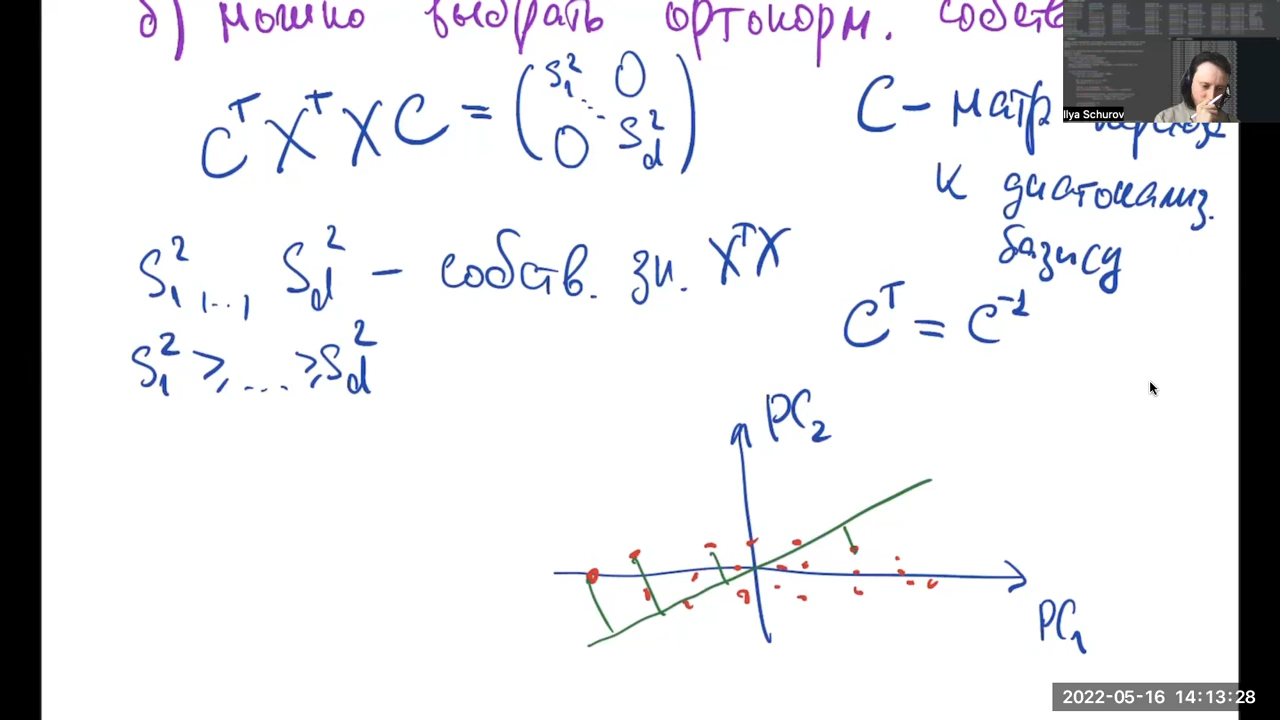 б) можно выбрать ортонорм. собств
CᵀXᵀXC = (s₁² 0 ⋱ 0 s_d²)
C – матр
к диагонализ.
базису
s₁², ..., s_d² – собств. зн. XᵀX
Cᵀ = C⁻¹
s₁² ≥ ... ≥ s_d²
PC₂
PC₁
Ilya Schurov
2022-05-16 14:13:28